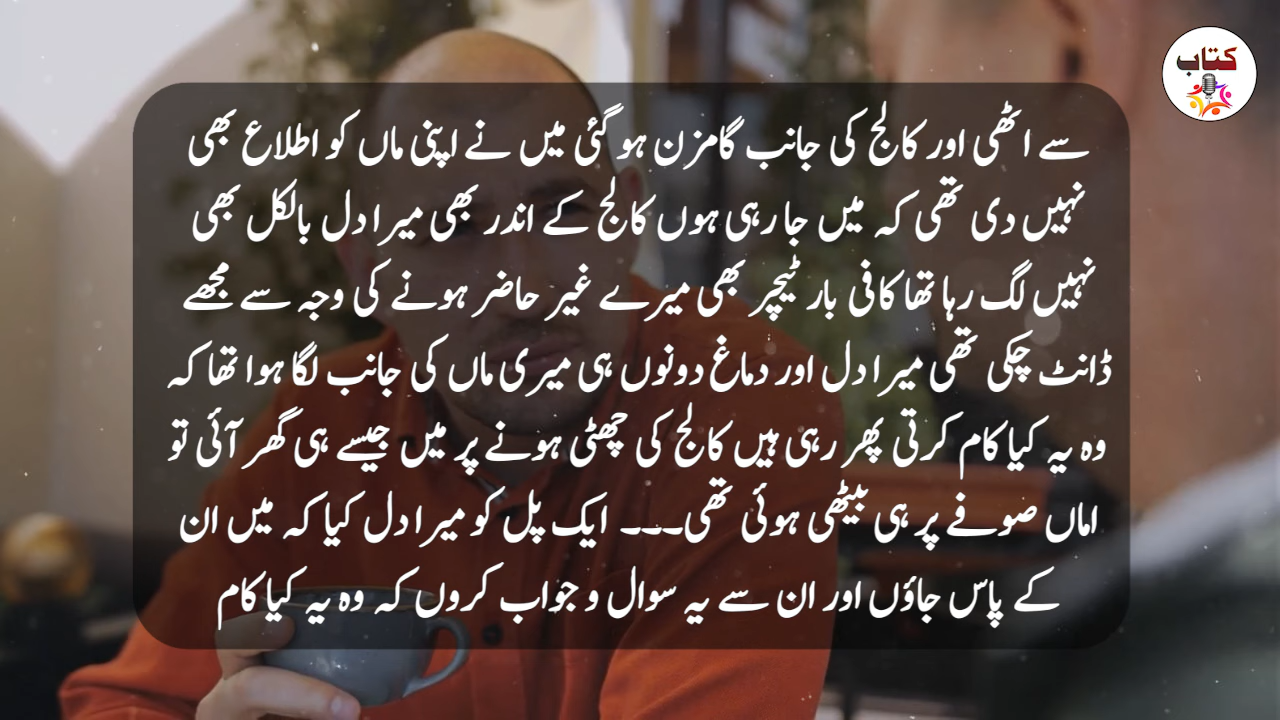 کتاب
سے اٹھی اور کالج کی جانب گامزن ہو گئی میں نے اپنی ماں کو اطلاع بھی
نہیں دی تھی کہ میں جا رہی ہوں کالج کے اندر بھی میرا دل بالکل بھی
نہیں لگ رہا تھا کافی بار ٹیچر بھی میرے غیر حاضر ہونے کی وجہ سے مجھے
ڈانٹ چکی تھی میرا دل اور دماغ دونوں ہی میری ماں کی جانب لگا ہوا تھا کہ
وہ یہ کیا کام کرتی پھر رہی ہیں کالج کی چھٹی ہونے پر میں جیسے ہی گھر آئی تو
اماں صوفے پر ہی بیٹھی ہوئی تھی۔۔۔ ایک پل کو میرا دل کیا کہ میں ان
کے پاس جاؤں اور ان سے یہ سوال و جواب کروں کہ وہ یہ کیا کام